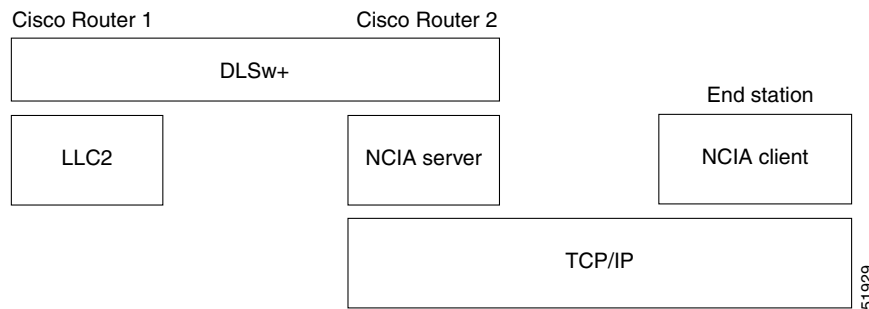 Cisco Router 1
Cisco Router 2
DLSw+
End station
LLC2
NCIA server
NCIA client
TCP/IP
51929